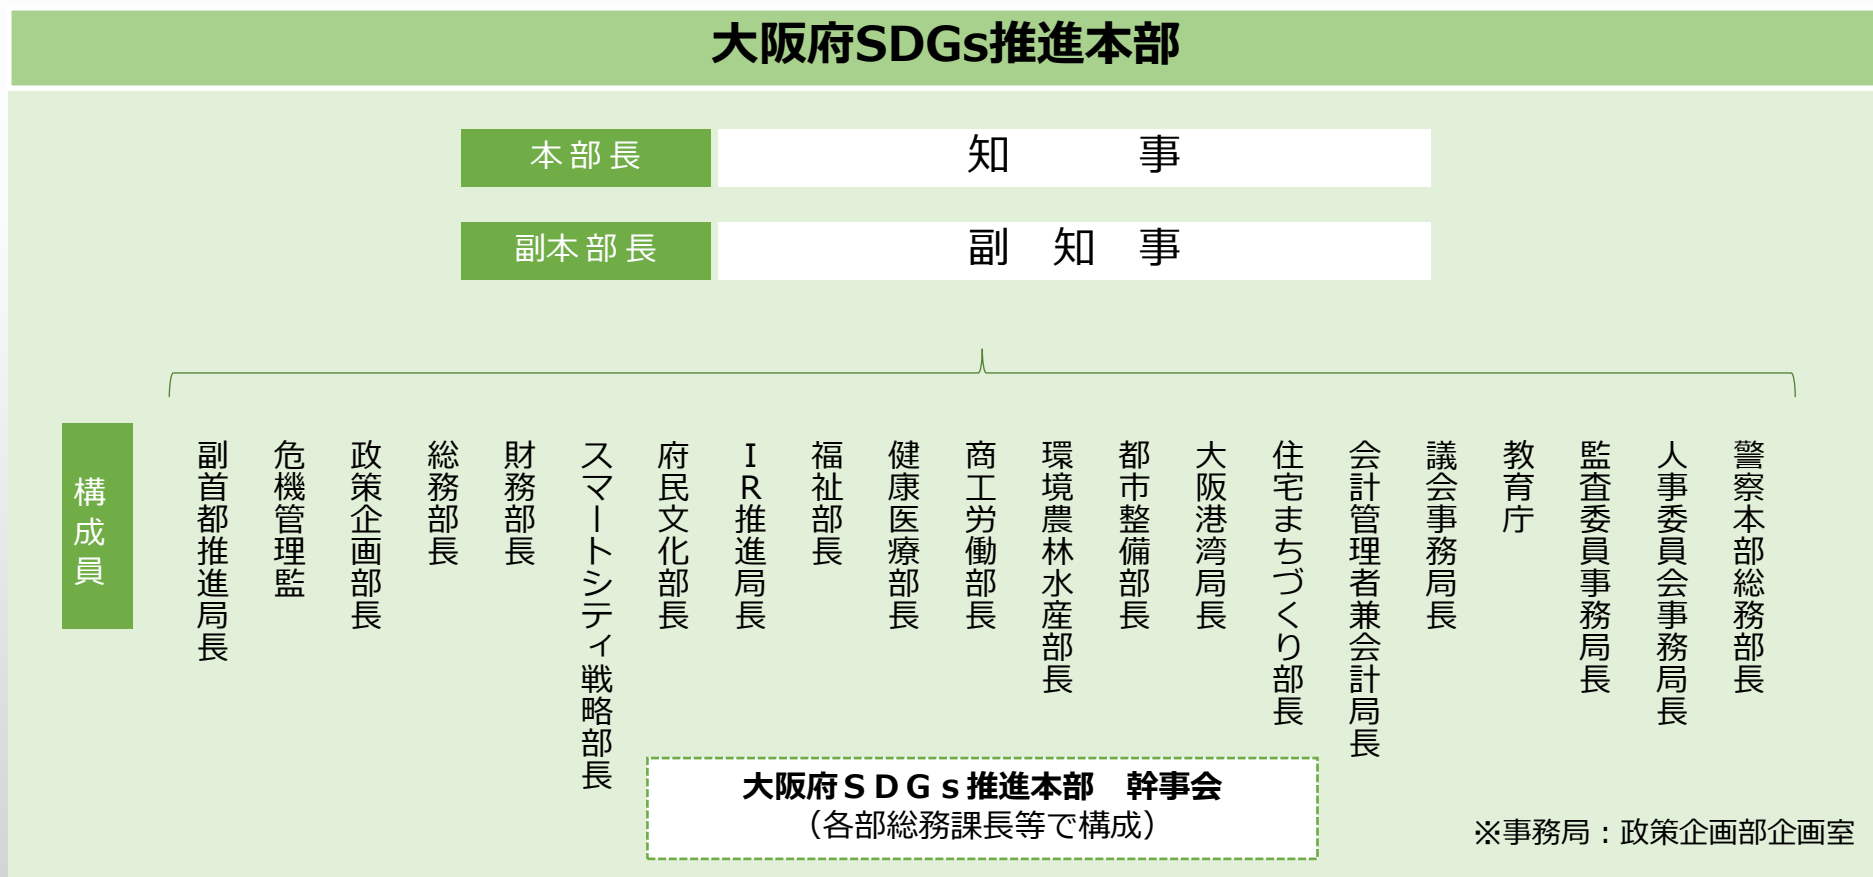 大阪府SDGs推進本部
本部長
知　　　事
副本部長
副　知　事
構成員
副首都推進局長
危機管理監
政策企画部長
総務部長
財務部長
スマートシティ戦略部長
府民文化部長
ＩＲ推進局長
福祉部長
健康医療部長
商工労働部長
環境農林水産部長
都市整備部長
大阪港湾局長
住宅まちづくり部長
会計管理者兼会計局長
議会事務局長
教育庁
監査委員事務局長
人事委員会事務局長
警察本部総務部長
大阪府ＳＤＧｓ推進本部　幹事会
（各部総務課長等で構成）
※事務局：政策企画部企画室